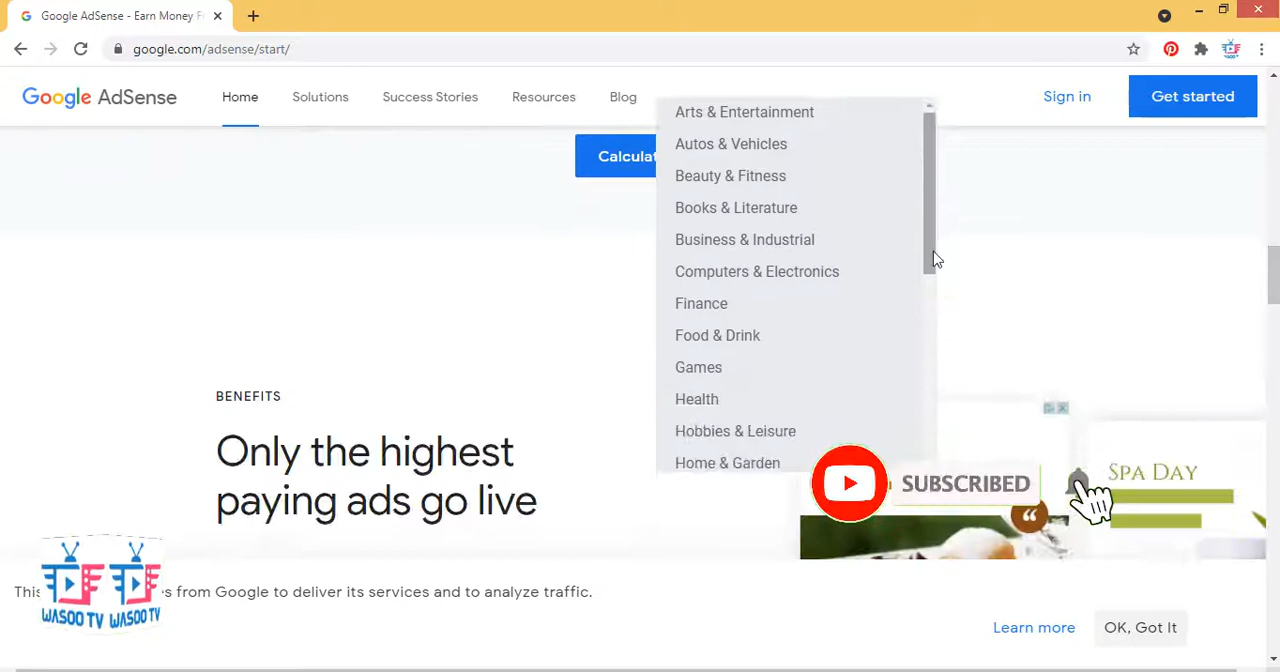 Google AdSense - Earn Money F
google.com/adsense/start/
Google AdSense
Home
Solutions
Success Stories
Resources
Blog
Sign in
Get started
Calculat
Arts & Entertainment
Autos & Vehicles
Beauty & Fitness
Books & Literature
Business & Industrial
Computers & Electronics
Finance
Food & Drink
Games
Health
Hobbies & Leisure
Home & Garden
BENEFITS
Only the highest
paying ads go live
SPA DAY
SUBSCRIBED
This
es from Google to deliver its services and to analyze traffic.
WASOO TV WASOO TV
Learn more
OK, Got It